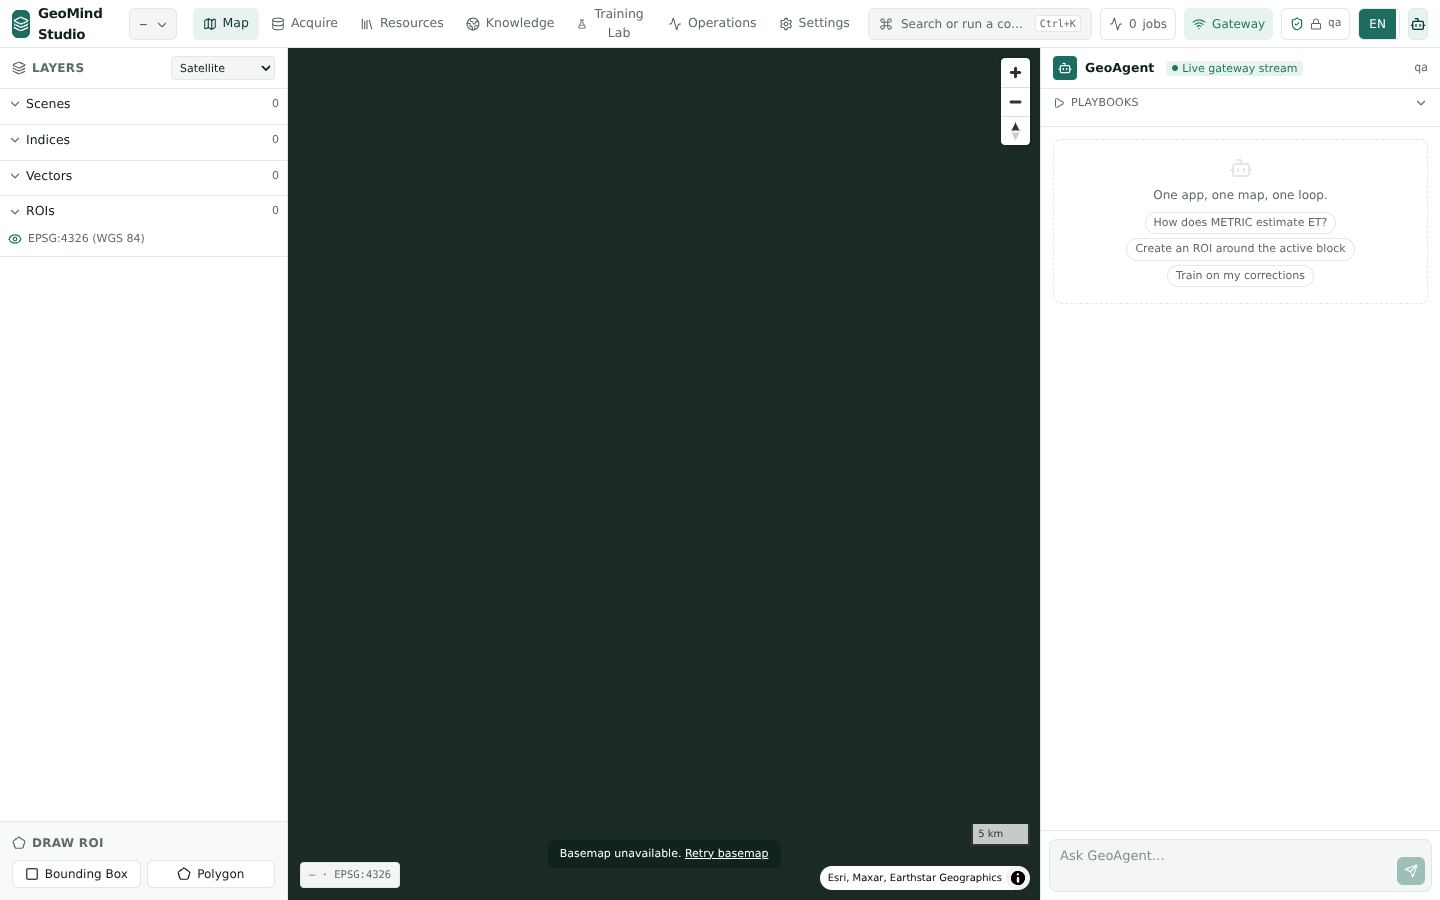 GeoMind
Studio
—
Map
Acquire
Resources
Knowledge
Training
Lab
Operations
Settings
Search or run a co...
Ctrl+K
0 jobs
Gateway
qa
EN
LAYERS
Satellite
Scenes
0
Indices
0
Vectors
0
ROIs
0
EPSG:4326 (WGS 84)
DRAW ROI
Bounding Box
Polygon
5 km
Basemap unavailable. Retry basemap
— · EPSG:4326
Esri, Maxar, Earthstar Geographics
GeoAgent
Live gateway stream
qa
PLAYBOOKS
One app, one map, one loop.
How does METRIC estimate ET?
Create an ROI around the active block
Train on my corrections
Ask GeoAgent...